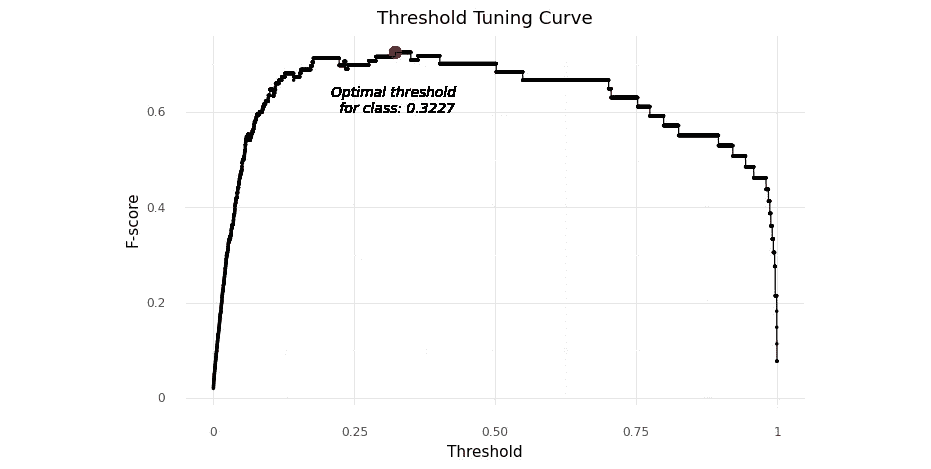 Threshold Tuning Curve
Optimal threshold
for class: 0.3227
F-score
0.6
0.4
0.2
0
0
0.25
0.50
0.75
1
Threshold